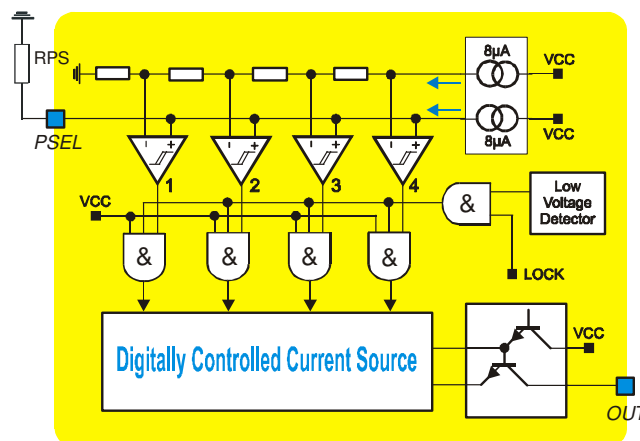 RPS
8µA
VCC
PSEL
VCC
8µA
- + - + - + - +
1 2 3 4
VCC
Low
Voltage
Detector
&
& & & &
LOCK
Digitally Controlled Current Source
VCC
OUT